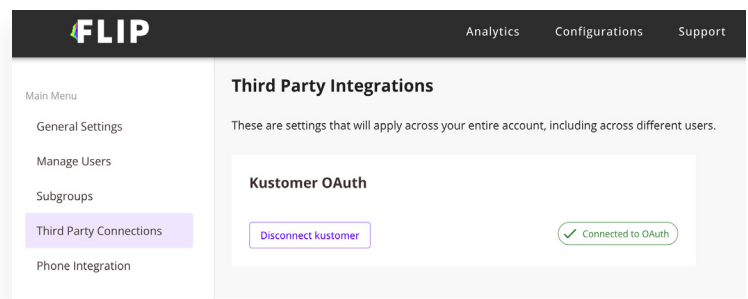 FLIP
Analytics Configurations Support
Main Menu
General Settings
Manage Users
Subgroups
Third Party Connections
Phone Integration
Third Party Integrations
These are settings that will apply across your entire account, including across different users.
Kustomer OAuth
Disconnect kustomer
Connected to OAuth